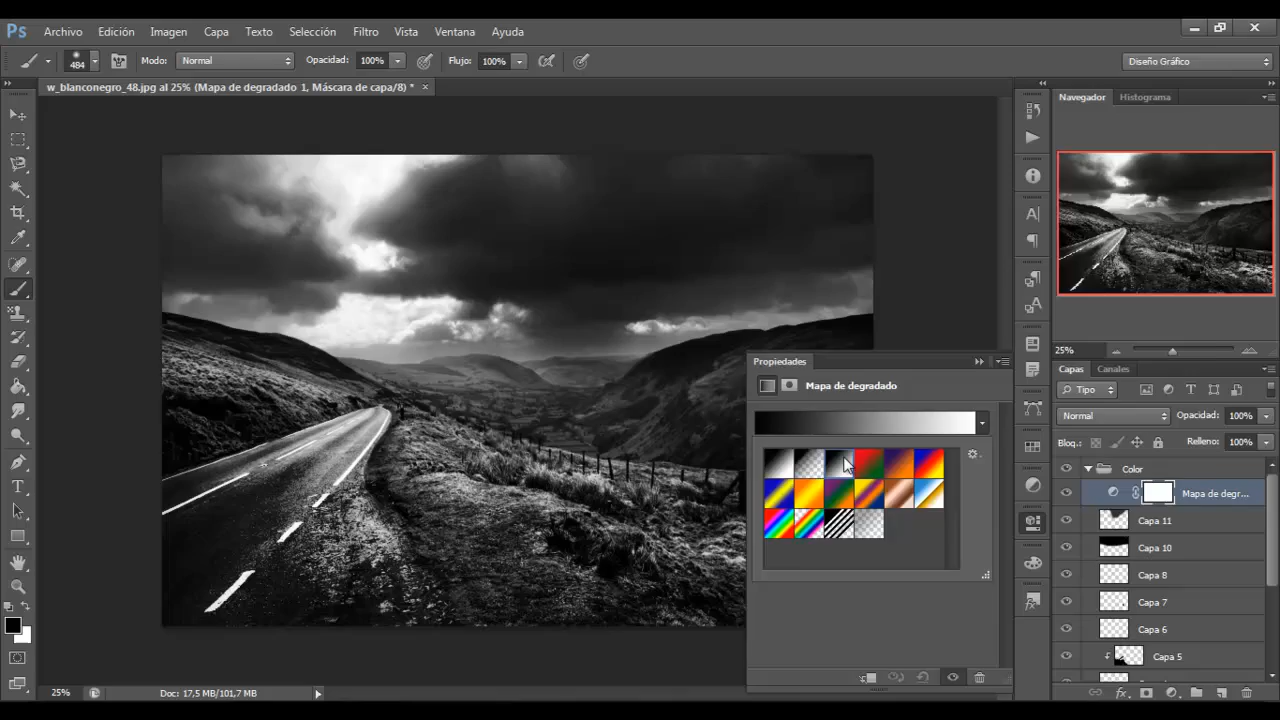 Ps Archivo Edición Imagen Capa Texto Selección Filtro Vista Ventana Ayuda
484 Modo: Normal Opacidad: 100% Flujo: 100% Diseño Gráfico
w_blanconegro_48.jpg al 25% (Mapa de degradado 1, Máscara de capa/8) *
Navegador Histograma
25%
Capas Canales
Tipo
Normal Opacidad: 100%
Bloq.: Relleno: 100%
Color
Mapa de degr...
Capa 11
Capa 10
Capa 8
Capa 7
Capa 6
Capa 5
Propiedades
Mapa de degradado
25% Doc: 17,5 MB/101,7 MB